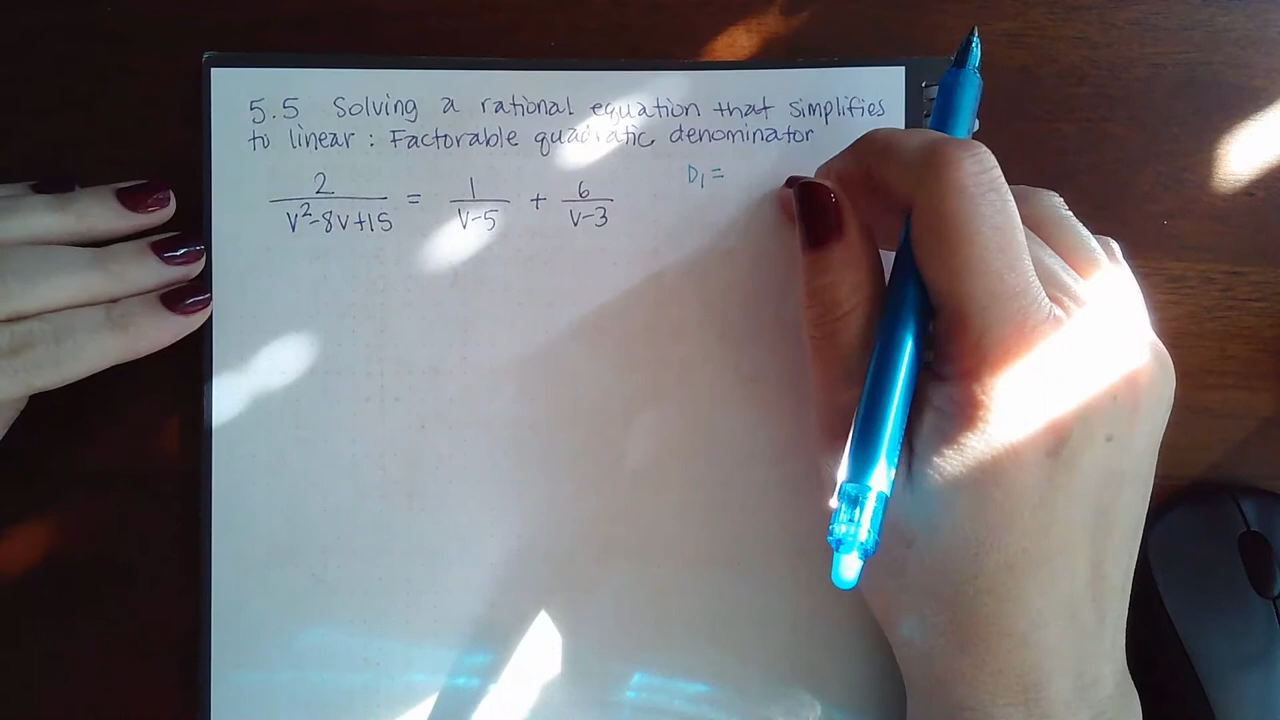 5.5 Solving a rational equation that simplifies
to linear : Factorable quadratic denominator
2/(v²-8v+15) = 1/(v-5) + 6/(v-3)
D₁ =